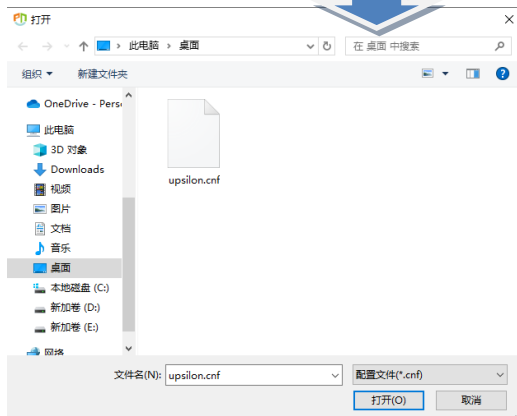 打开
此电脑 › 桌面
在 桌面 中搜索
组织
新建文件夹
OneDrive - Pers
此电脑
3D 对象
Downloads
视频
图片
文档
音乐
桌面
本地磁盘 (C:)
新加卷 (D:)
新加卷 (E:)
网络
upsilon.cnf
文件名(N): upsilon.cnf
配置文件(*.cnf)
打开(O)
取消